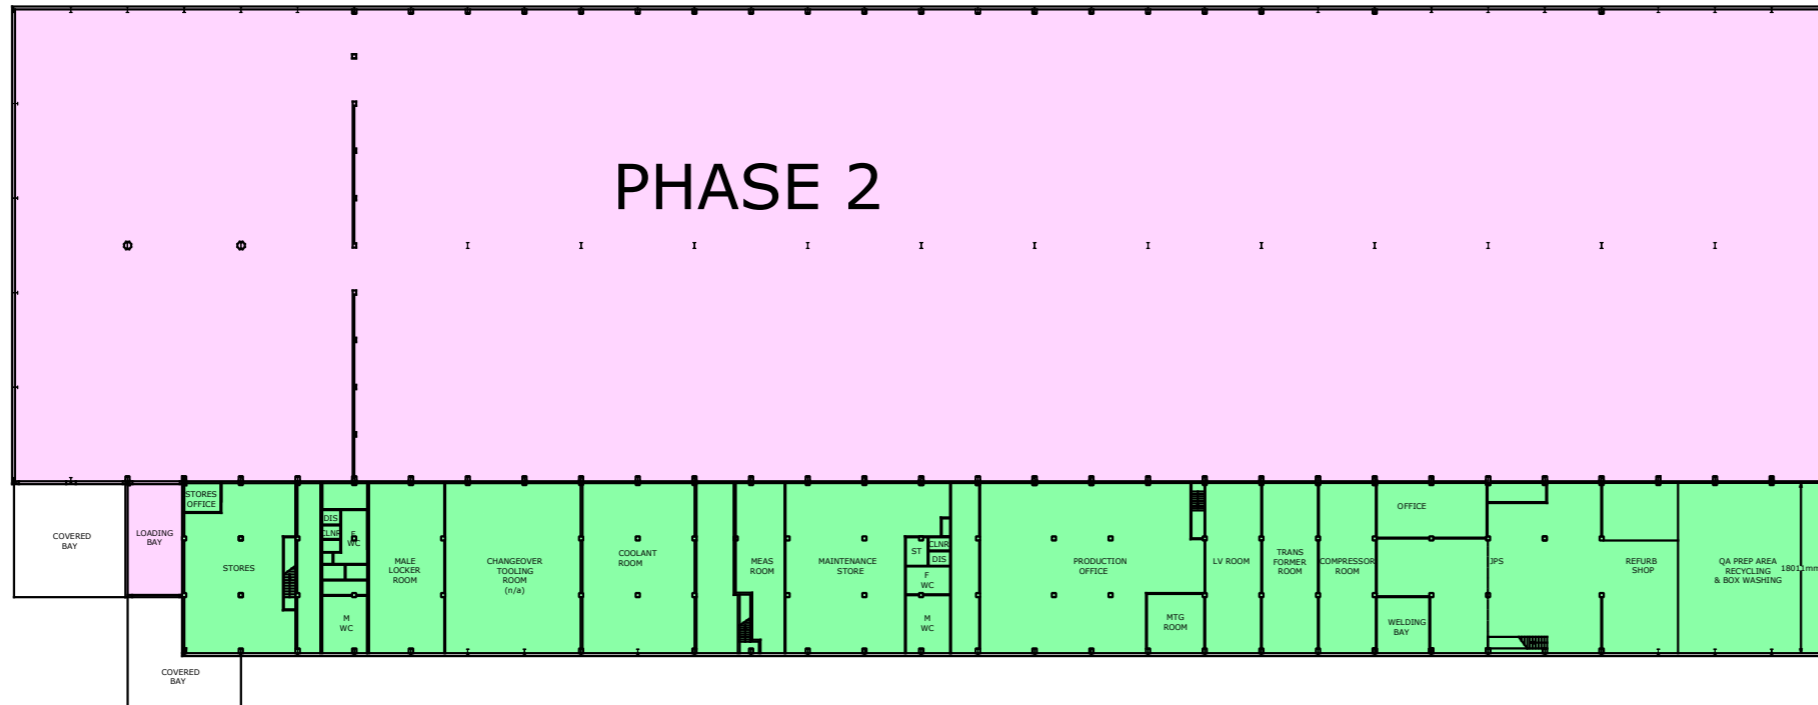 PHASE 2
STORES
OFFICE
COVERED
BAY
LOADING
BAY
STORES
DIS
CLNR
F
WC
M
WC
MALE
LOCKER
ROOM
CHANGEOVER
TOOLING
ROOM
(n/a)
COOLANT
ROOM
MEAS
ROOM
MAINTENANCE
STORE
ST
CLNR
DIS
F
WC
M
WC
PRODUCTION
OFFICE
MTG
ROOM
LV ROOM
TRANS
FORMER
ROOM
COMPRESSOR
ROOM
OFFICE
WELDING
BAY
JPS
REFURB
SHOP
QA PREP AREA
RECYCLING
& BOX WASHING
18011mm
COVERED
BAY